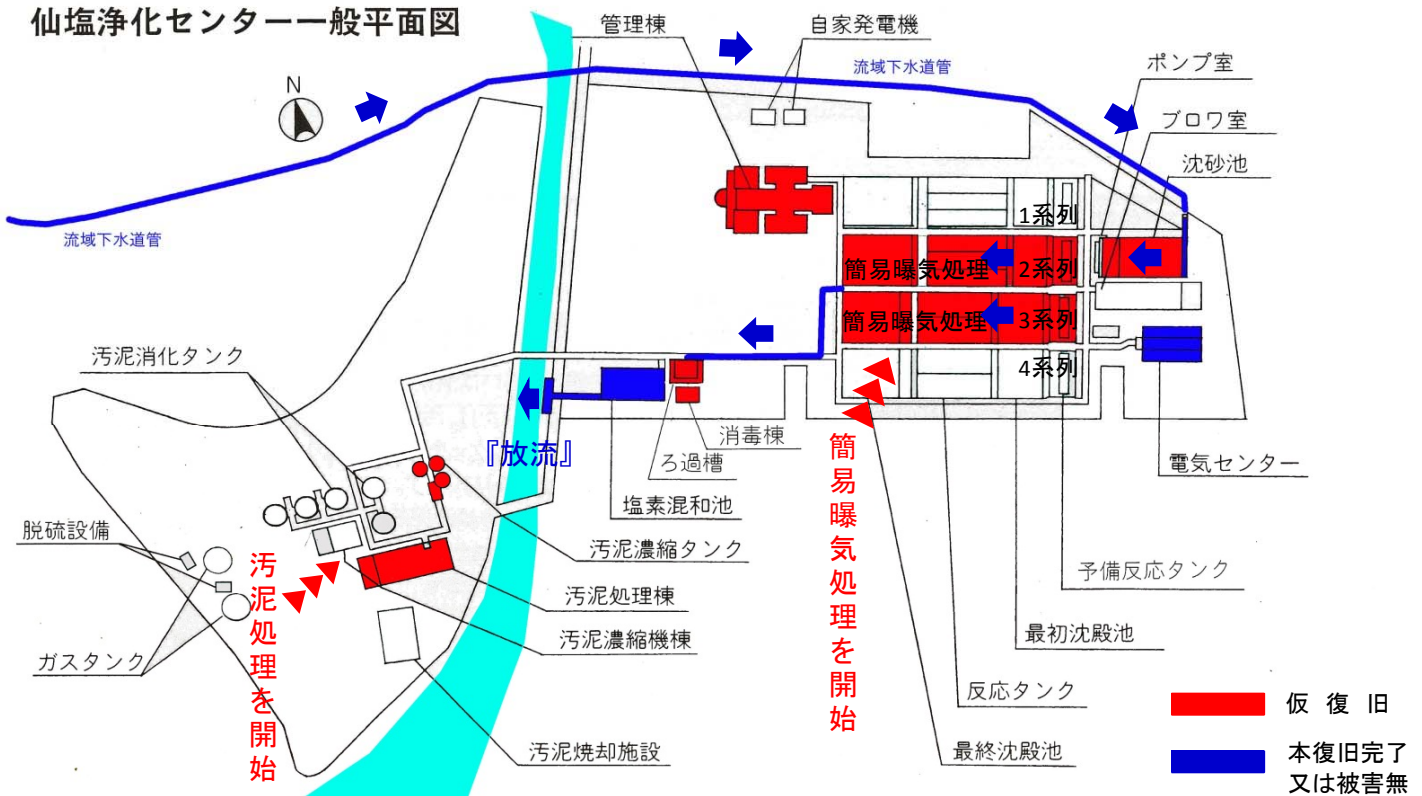 仙塩浄化センター一般平面図
管理棟
自家発電機
流域下水道管
ポンプ室
ブロワ室
沈砂池
N
流域下水道管
1系列
簡易曝気処理
2系列
簡易曝気処理
3系列
4系列
汚泥消化タンク
『放流』
消毒棟
ろ過槽
塩素混和池
電気センター
脱硫設備
汚泥濃縮タンク
予備反応タンク
汚泥処理棟
汚泥濃縮機棟
最初沈殿池
ガスタンク
反応タンク
汚泥焼却施設
最終沈殿池
汚泥処理を開始
簡易曝気処理を開始
仮 復 旧
本復旧完了
又は被害無